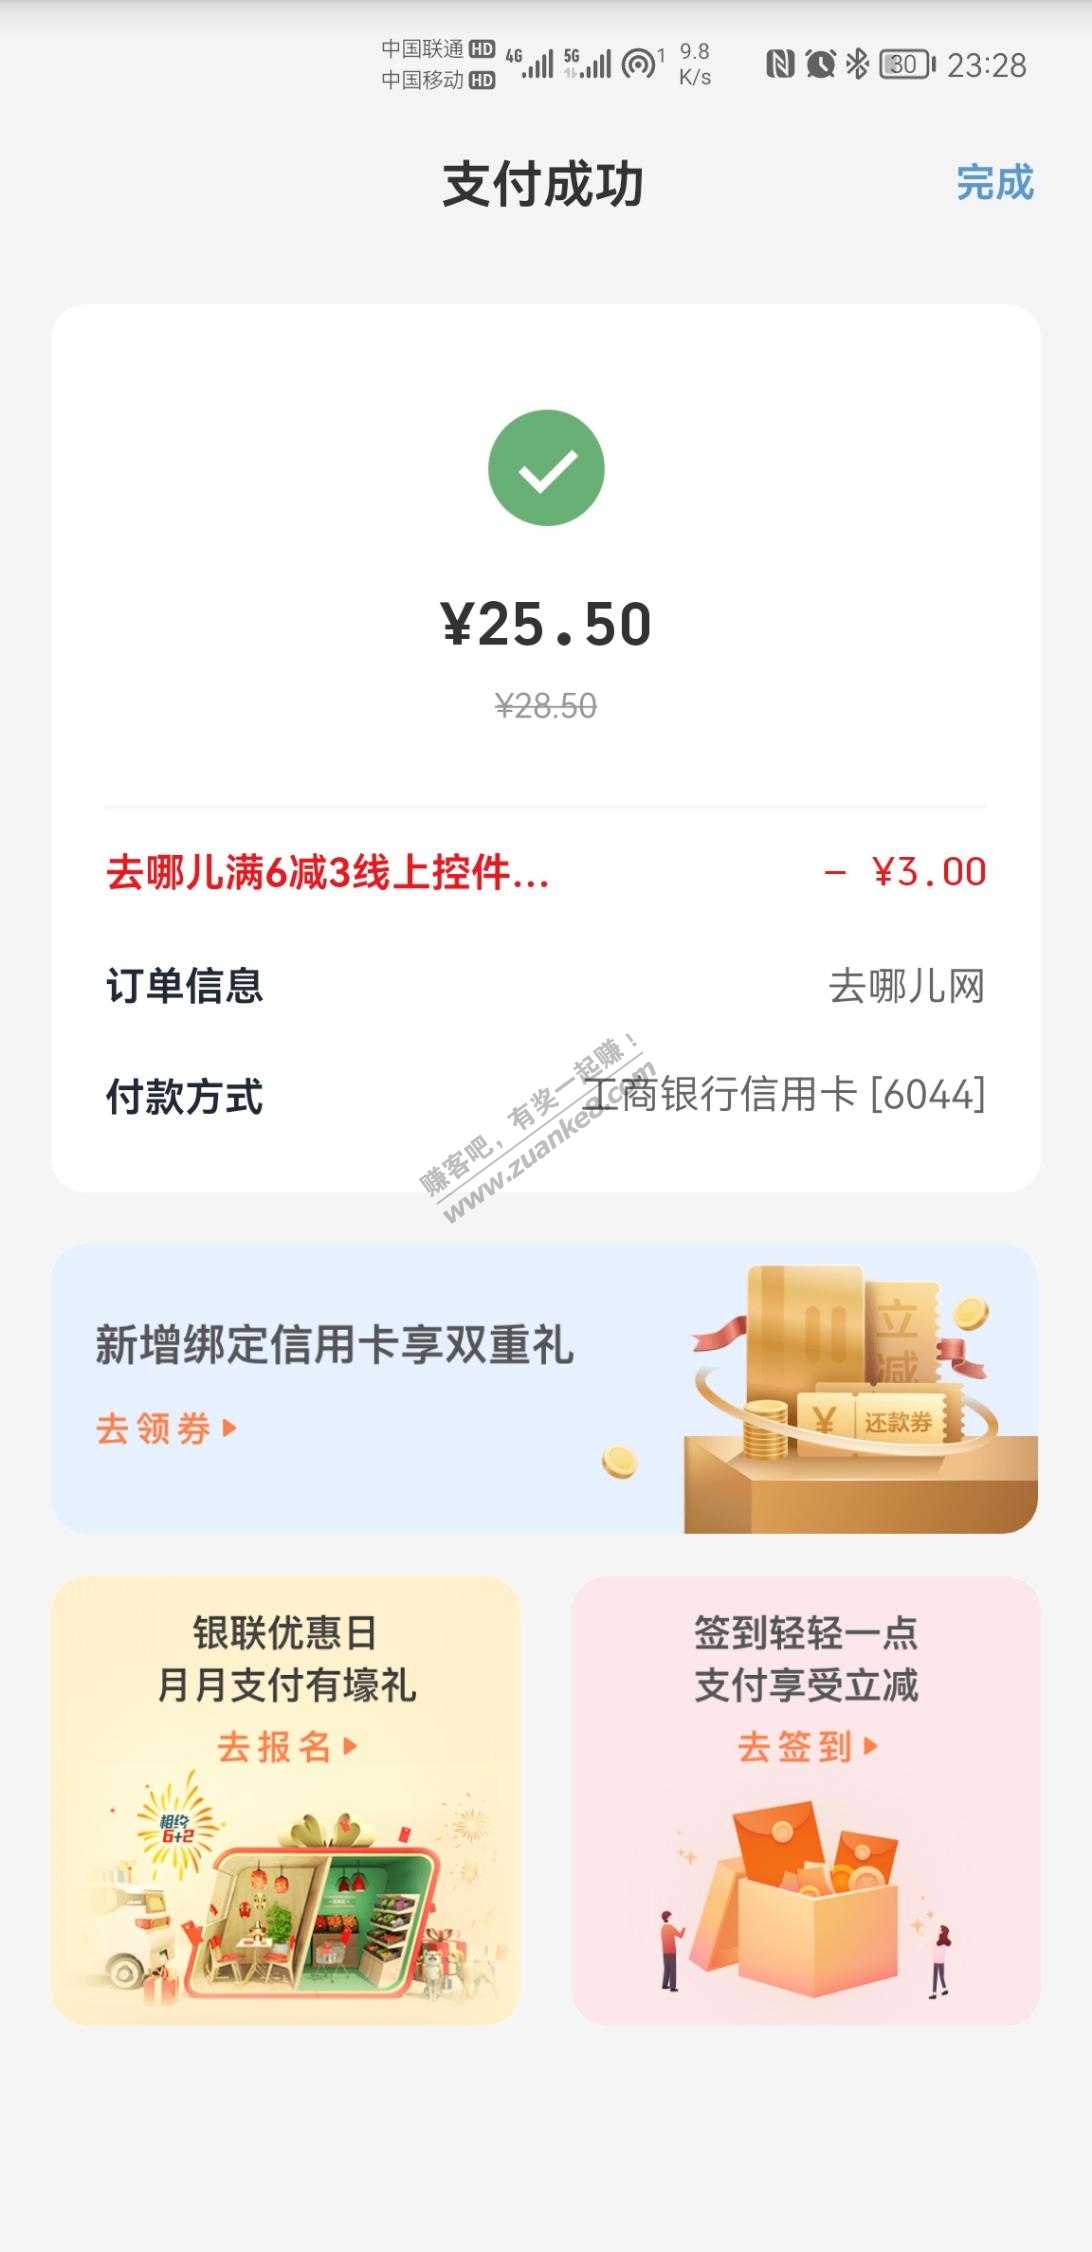 中国联通 HD 4G 5G 1 9.8 30 23:28
中国移动 HD K/s
支付成功
完成
¥25.50
¥28.50
去哪儿满6减3线上控件... - ¥3.00
订单信息 去哪儿网
付款方式 工商银行信用卡 [6044]
赚客吧，有奖一起赚！
www.zuanke8.com
新增绑定信用卡享双重礼
去领券
立减
¥ 还款券
银联优惠日
月月支付有壕礼
去报名
相约
6+2
签到轻轻一点
支付享受立减
去签到